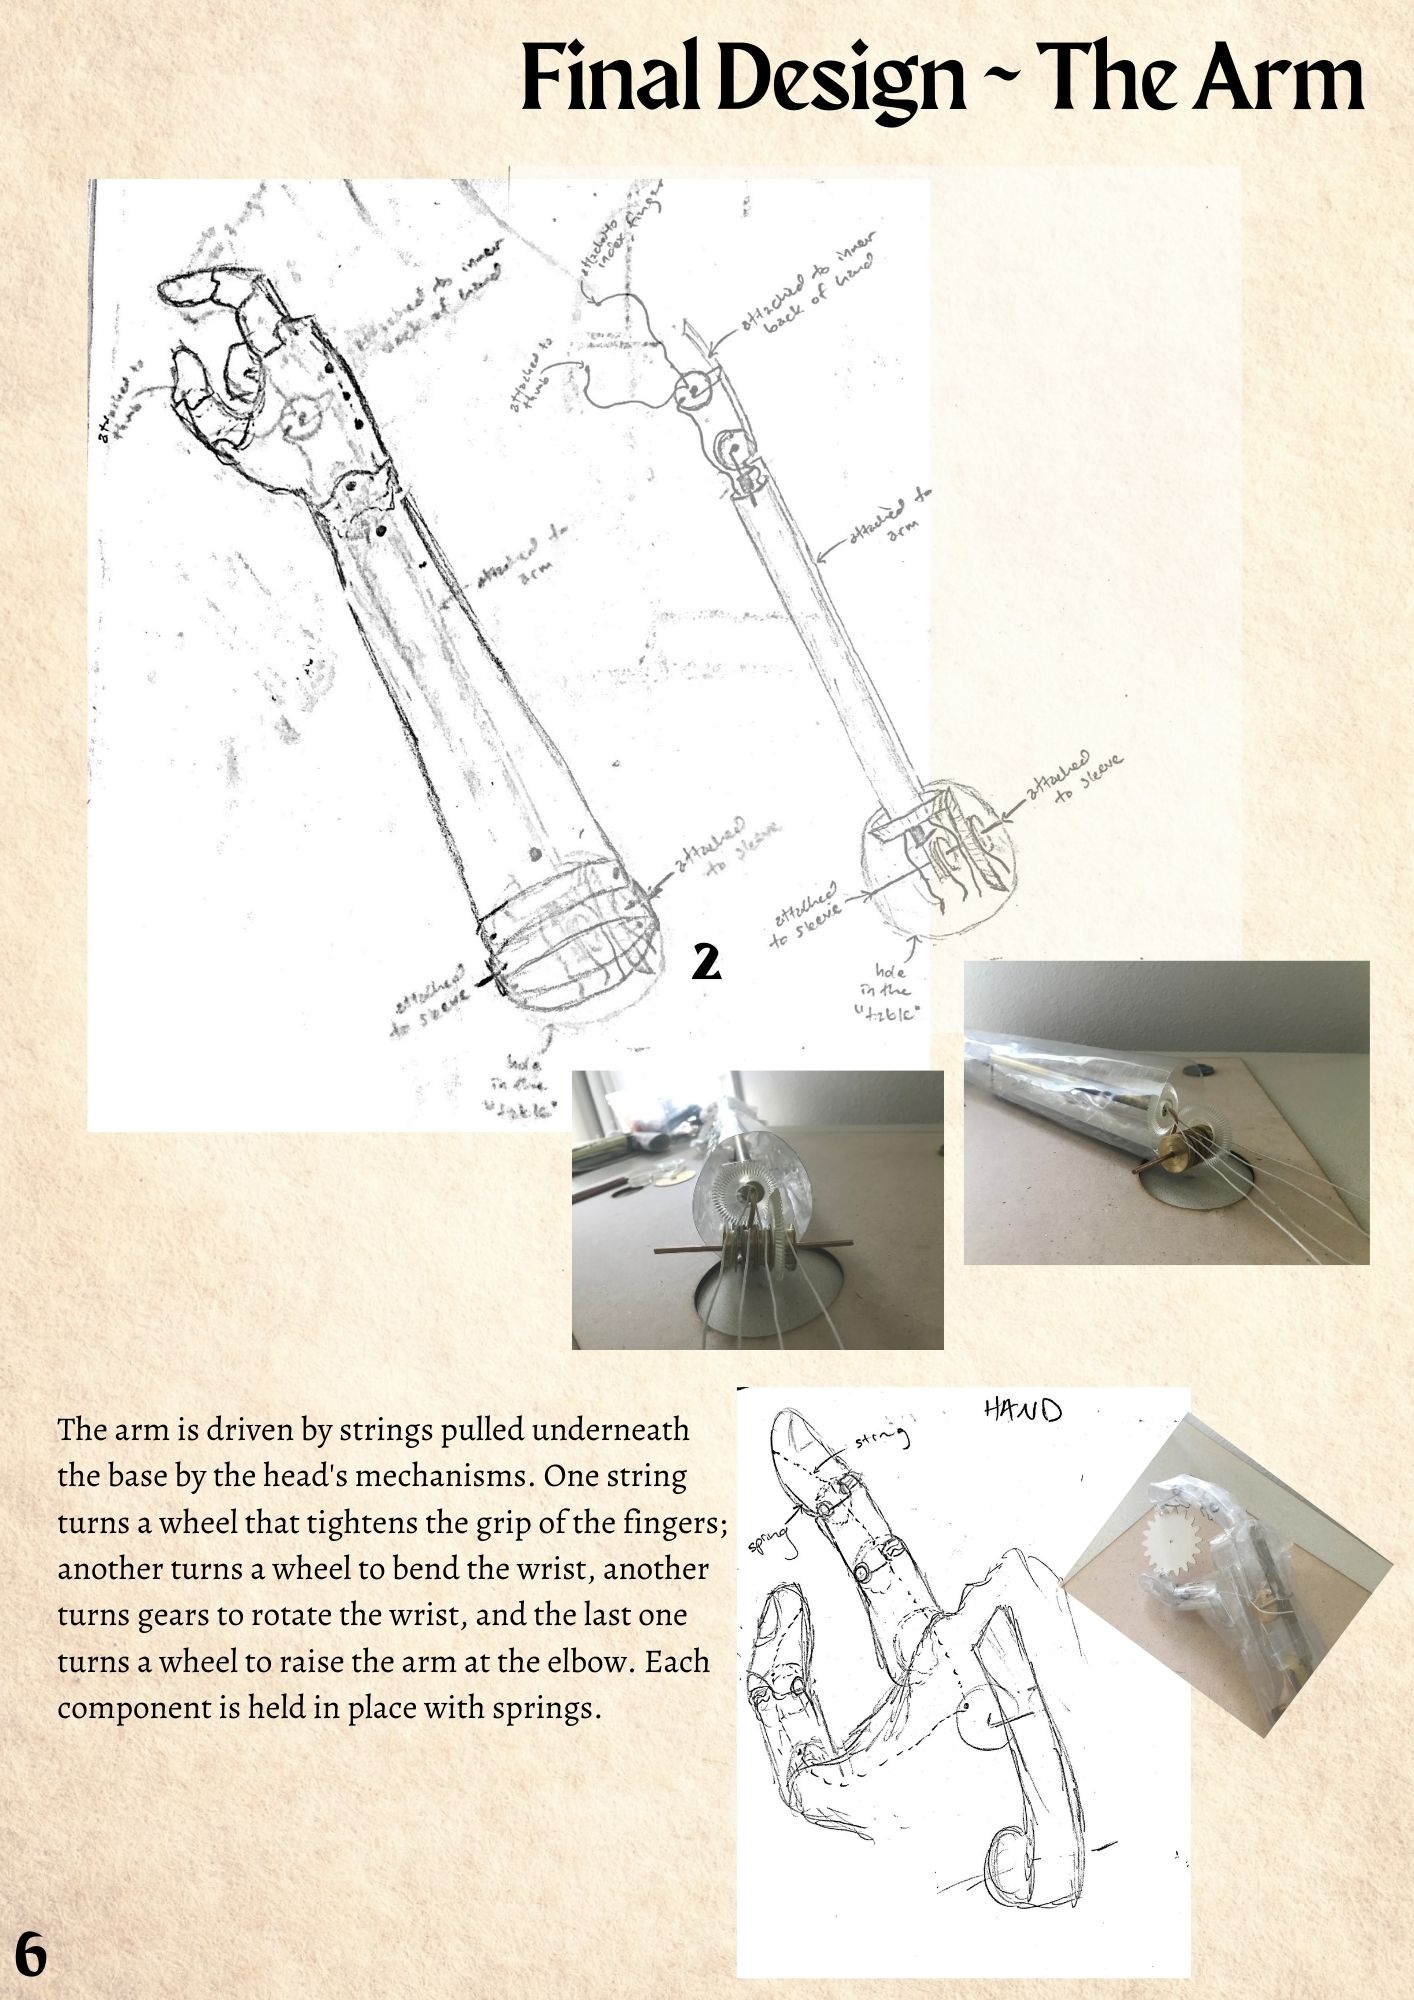 Final Design ~ The Arm
attached to
index finger
attached to inner
back of hand
attached to
thumb
attached to
arm
attached
to sleeve
attached
to sleeve
hole
in the
"table"
attached to inner
back of hand
attached to
thumb
attached to
arm
attached
to sleeve
attached
to sleeve
hole
in the
"table"
2
The arm is driven by strings pulled underneath
the base by the head's mechanisms. One string
turns a wheel that tightens the grip of the fingers;
another turns a wheel to bend the wrist, another
turns gears to rotate the wrist, and the last one
turns a wheel to raise the arm at the elbow. Each
component is held in place with springs.
HAND
string
spring
6